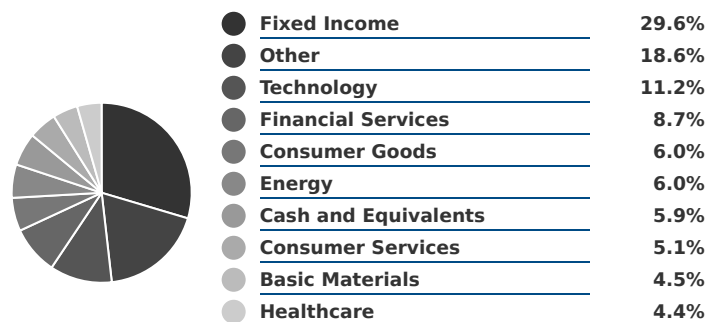 Fixed Income 29.6%
Other 18.6%
Technology 11.2%
Financial Services 8.7%
Consumer Goods 6.0%
Energy 6.0%
Cash and Equivalents 5.9%
Consumer Services 5.1%
Basic Materials 4.5%
Healthcare 4.4%